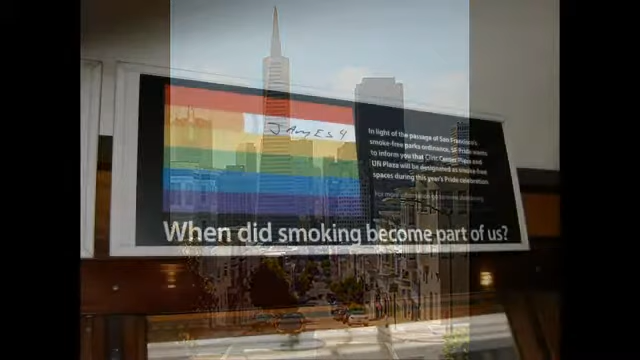 In light of the passage of San Francisco's
smoke-free parks ordinance, SF Pride wants
to inform you that Civic Center Plaza and
UN Plaza will be designated as smoke-free
spaces during this year's Pride celebration.
When did smoking become part of us?